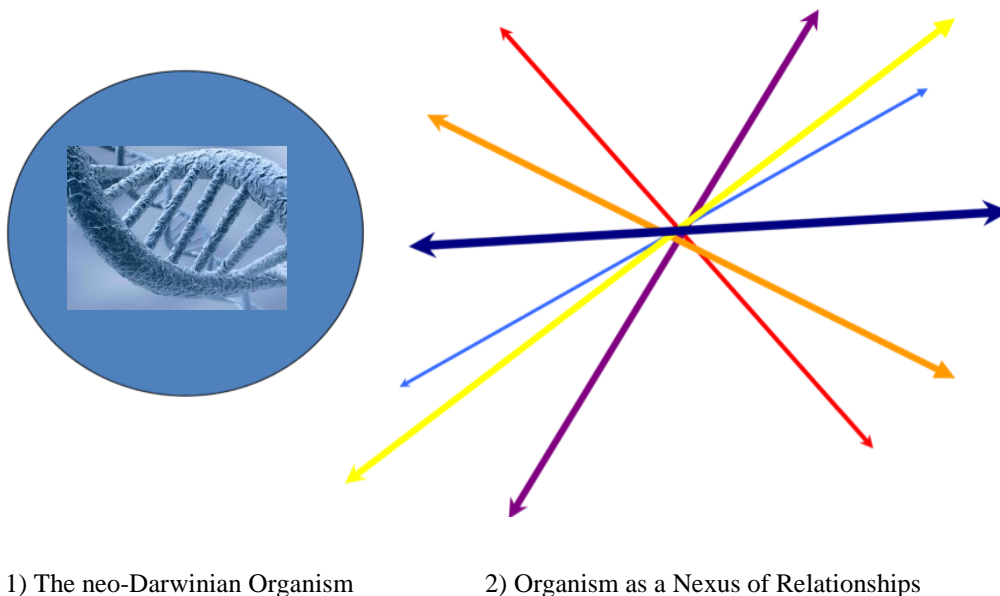 1) The neo-Darwinian Organism
2) Organism as a Nexus of Relationships